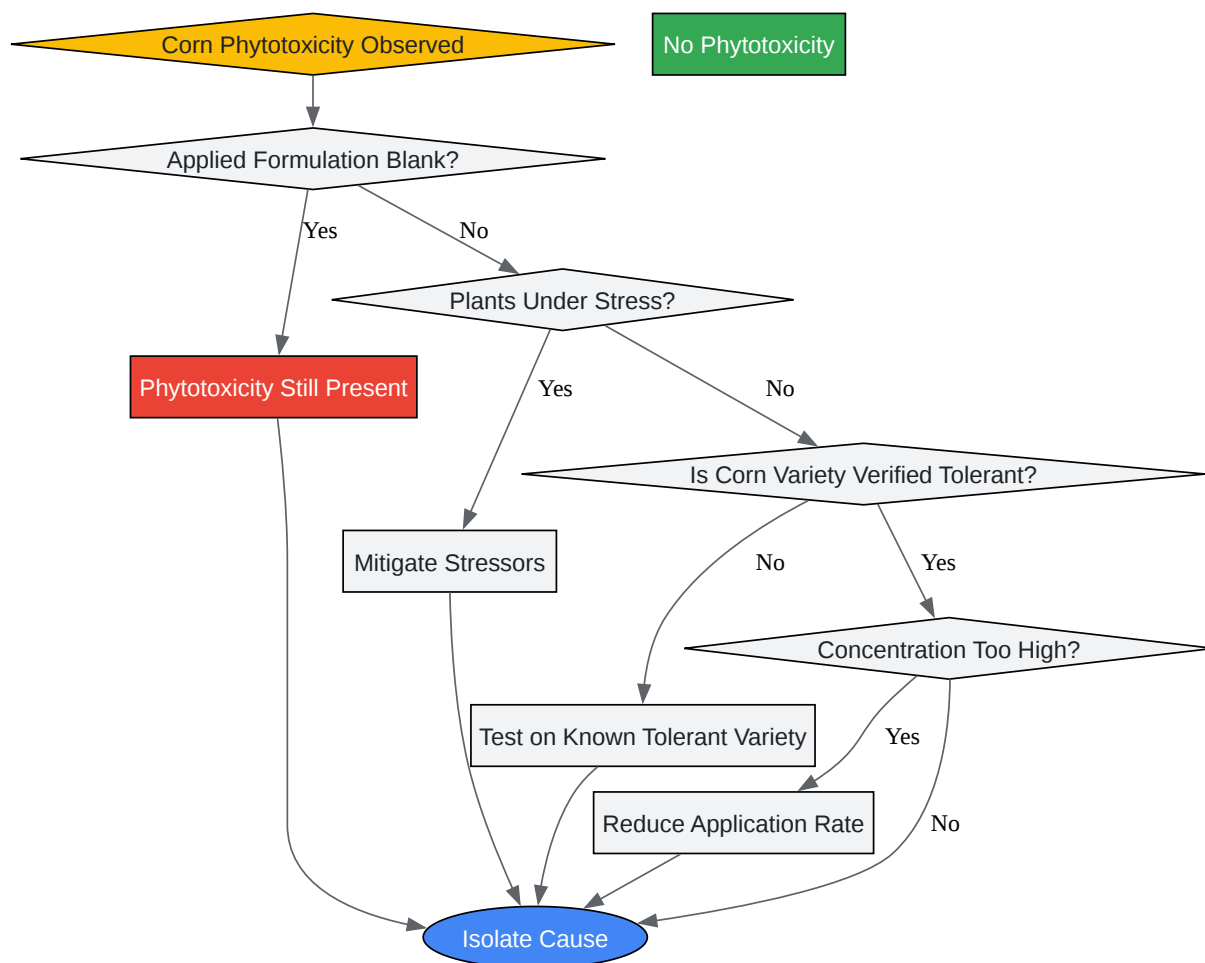 Corn Phytotoxicity Observed
No Phytotoxicity
Applied Formulation Blank?
Yes
No
Plants Under Stress?
Phytotoxicity Still Present
Yes
No
Is Corn Variety Verified Tolerant?
Mitigate Stressors
No
Yes
Concentration Too High?
Test on Known Tolerant Variety
Yes
Reduce Application Rate
No
Isolate Cause